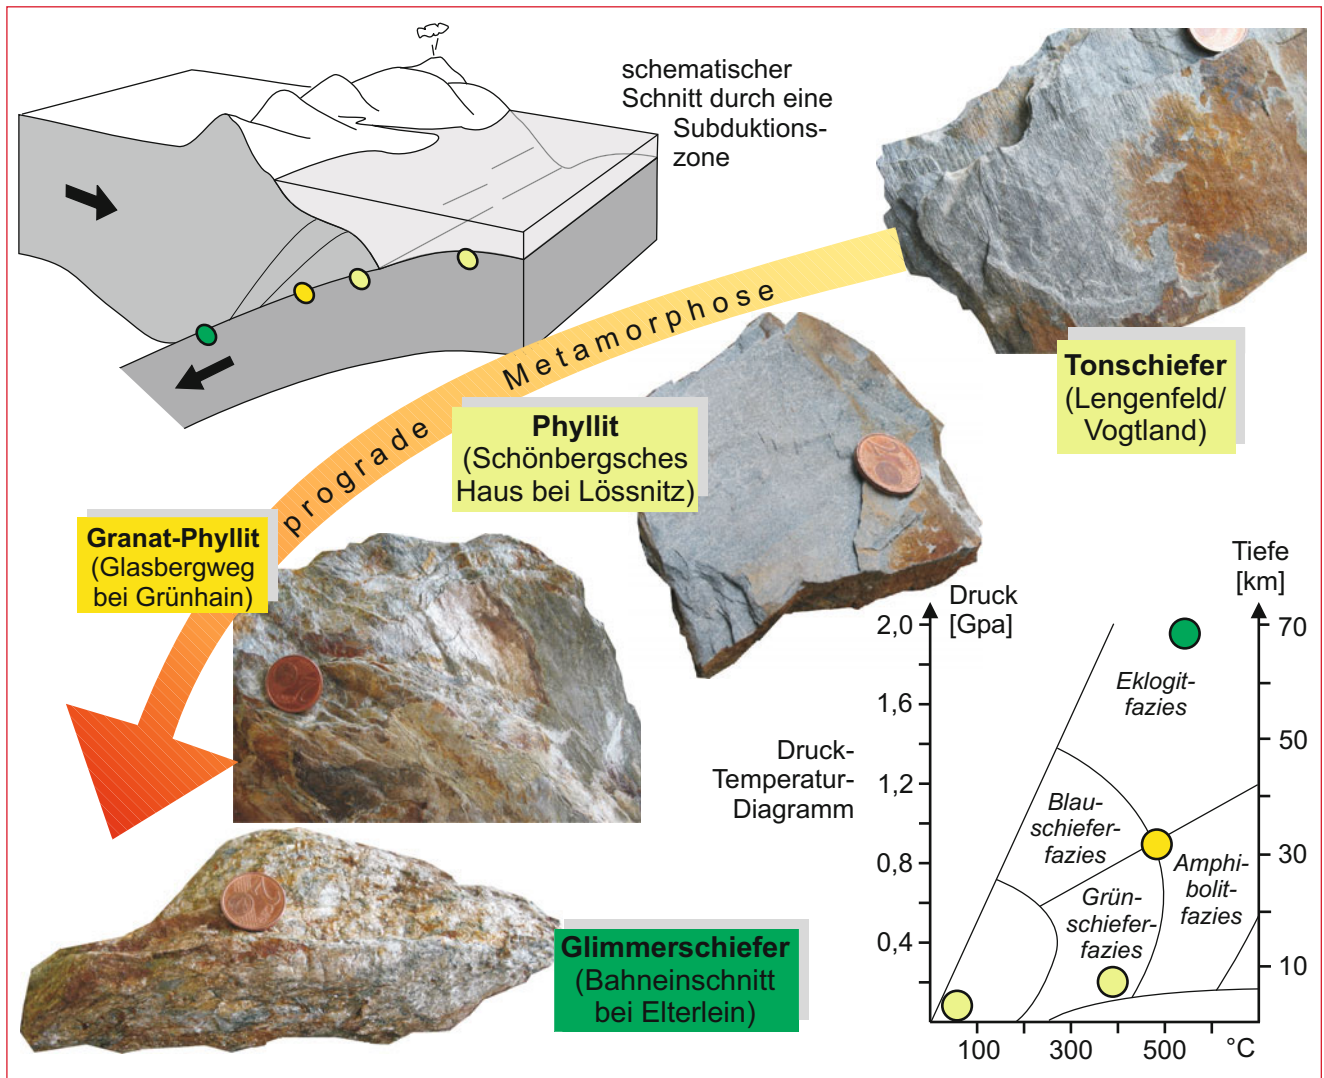 schematischer
Schnitt durch eine
Subduktions-
zone
prograde Metamorphose
Tonschiefer
(Lengenfeld/
Vogtland)
Phyllit
(Schönbergsches
Haus bei Lössnitz)
Granat-Phyllit
(Glasbergweg
bei Grünhain)
Glimmerschiefer
(Bahneinschnitt
bei Elterlein)
Druck-
Temperatur-
Diagramm
Druck
[Gpa]
Tiefe
[km]
2,0
1,6
1,2
0,8
0,4
70
50
30
10
Eklogit-
fazies
Blau-
schiefer-
fazies
Grün-
schiefer-
fazies
Amphi-
bolit-
fazies
100 300 500 °C